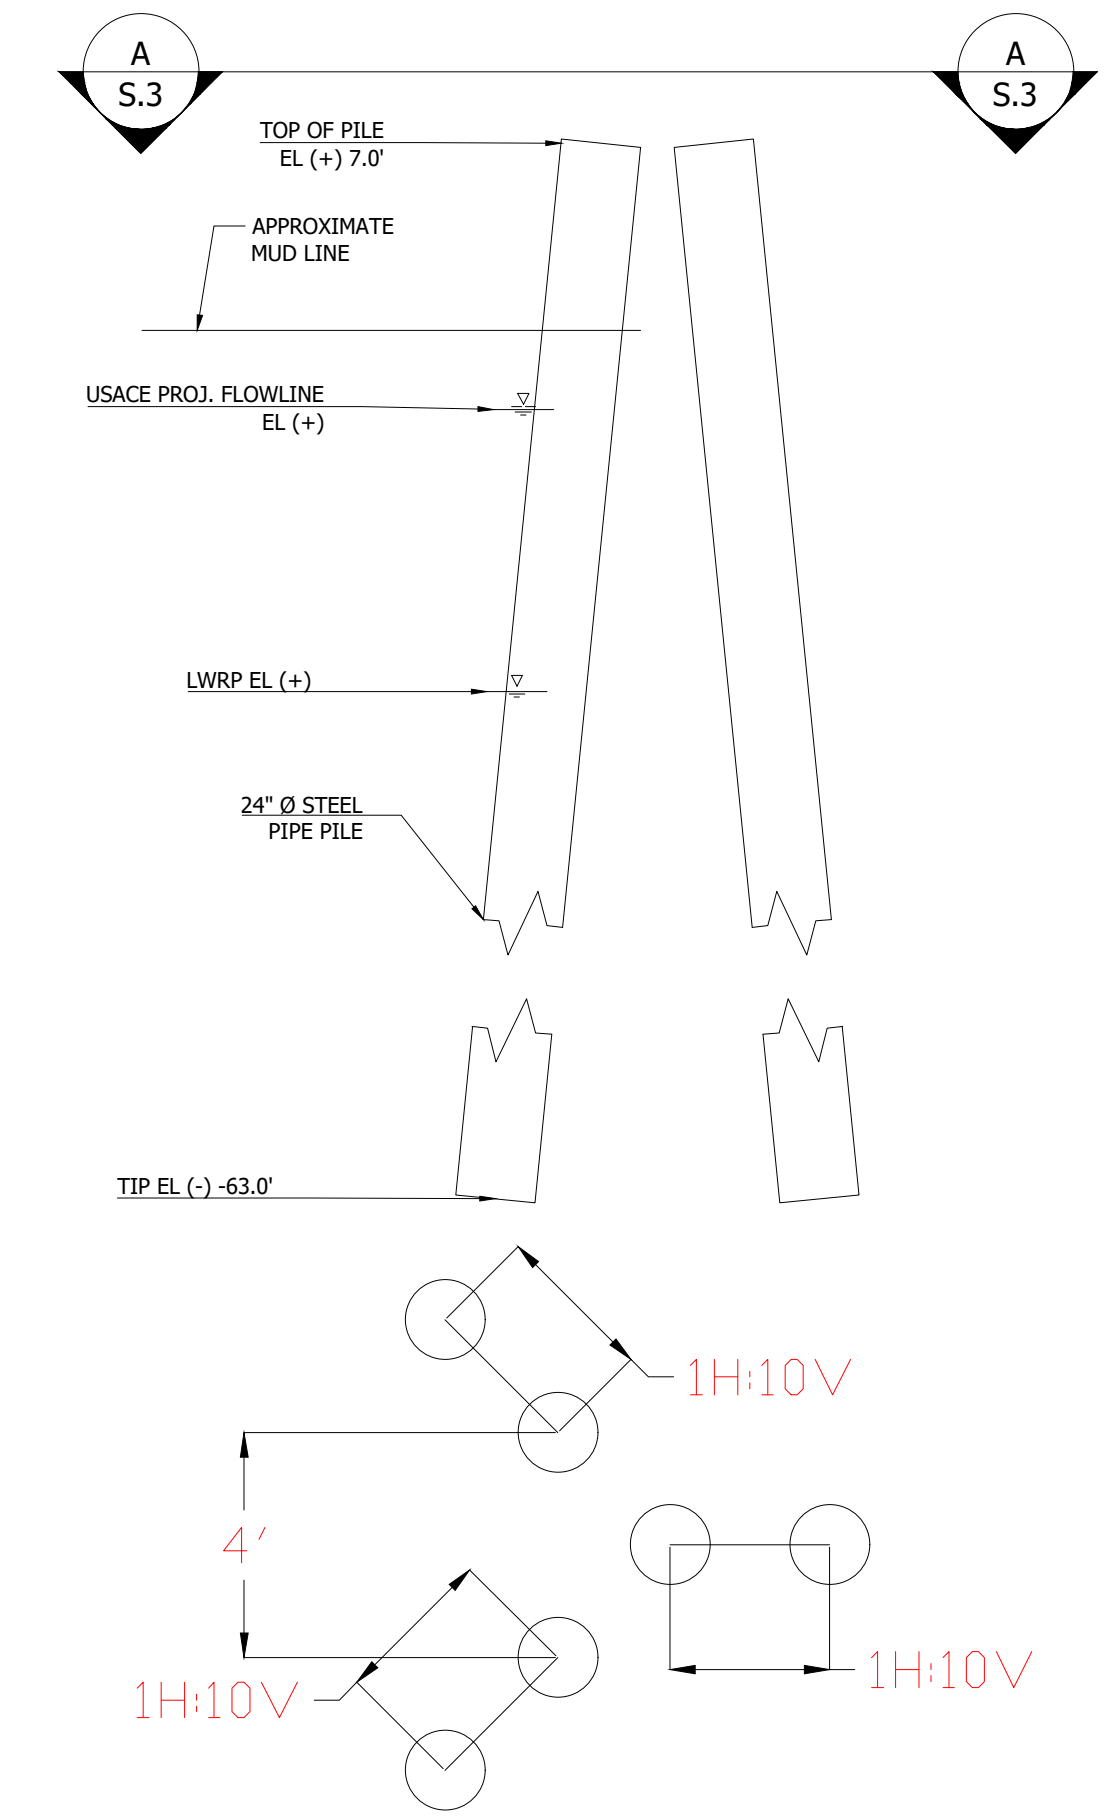 A
S.3
A
S.3
TOP OF PILE
EL (+) 7.0'
APPROXIMATE
MUD LINE
USACE PROJ. FLOWLINE
EL (+)
LWRP EL (+)
24" Ø STEEL
PIPE PILE
TIP EL (-) -63.0'
1H:10V
4'
1H:10V
1H:10V